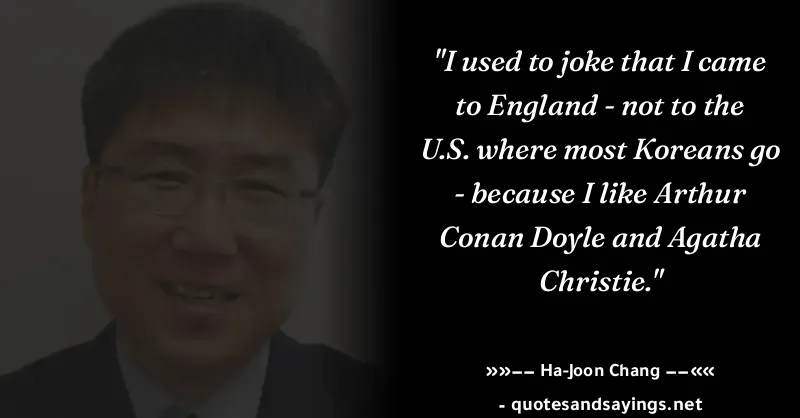 "I used to joke that I came
to England - not to the
U.S. where most Koreans go
- because I like Arthur
Conan Doyle and Agatha
Christie."
»»−− Ha-Joon Chang −−««
- quotesandsayings.net